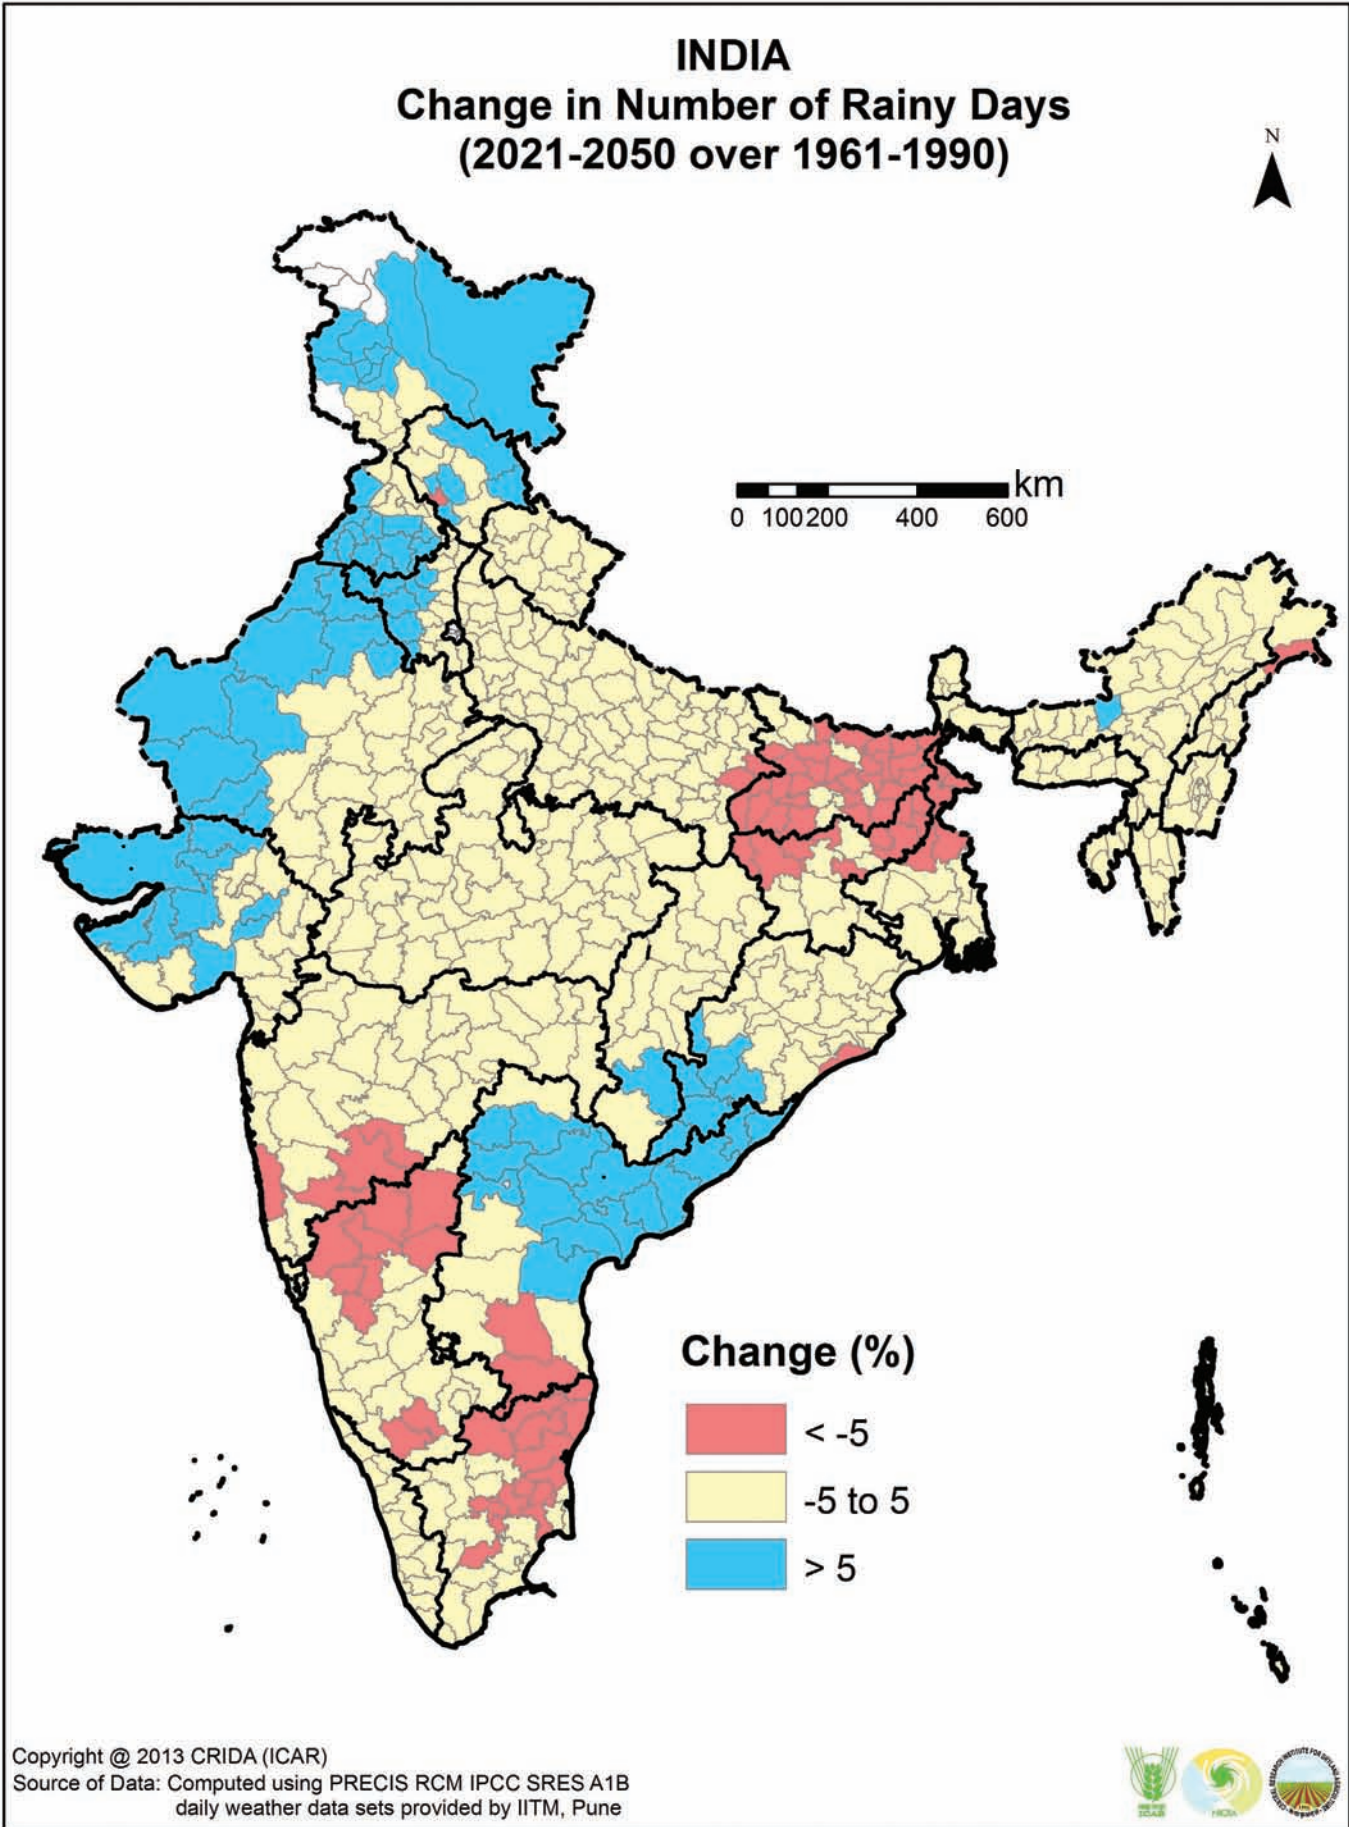 INDIA
Change in Number of Rainy Days
(2021-2050 over 1961-1990)
N
km
0 100 200 400 600
Change (%)
< -5
-5 to 5
> 5
Copyright @ 2013 CRIDA (ICAR)
Source of Data: Computed using PRECIS RCM IPCC SRES A1B
daily weather data sets provided by IITM, Pune